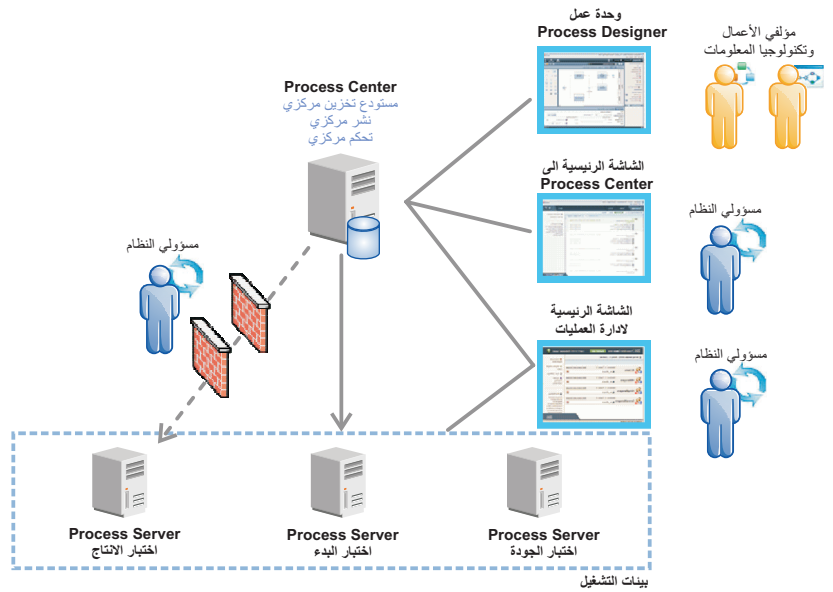 وحدة عمل
Process Designer
مؤلفي الأعمال
وتكنولوجيا المعلومات
Process Center
مستودع تخزين مركزي
نشر مركزي
تحكم مركزي
الشاشة الرئيسية الى
Process Center
مسؤولي النظام
مسؤولي النظام
الشاشة الرئيسية
لادارة العمليات
مسؤولي النظام
Process Server
اختبار الانتاج
Process Server
اختبار البدء
Process Server
اختبار الجودة
بيئات التشغيل